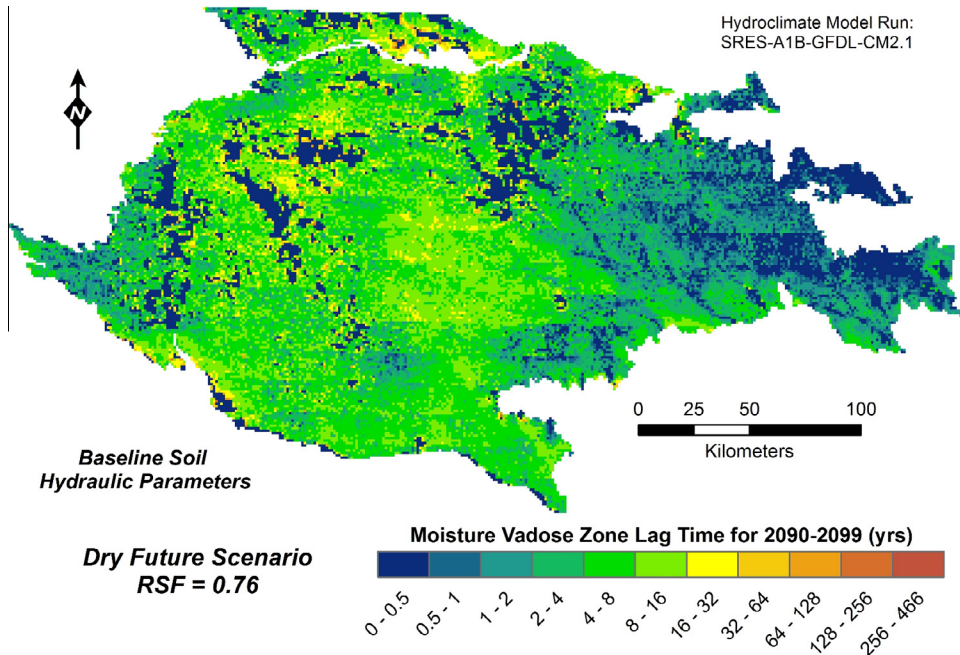 Hydroclimate Model Run:
SRES-A1B-GFDL-CM2.1
N
0 25 50 100
Kilometers
Baseline Soil
Hydraulic Parameters
Dry Future Scenario
RSF = 0.76
Moisture Vadose Zone Lag Time for 2090-2099 (yrs)
0 - 0.5
0.5 - 1
1 - 2
2 - 4
4 - 8
8 - 16
16 - 32
32 - 64
64 - 128
128 - 256
256 - 466